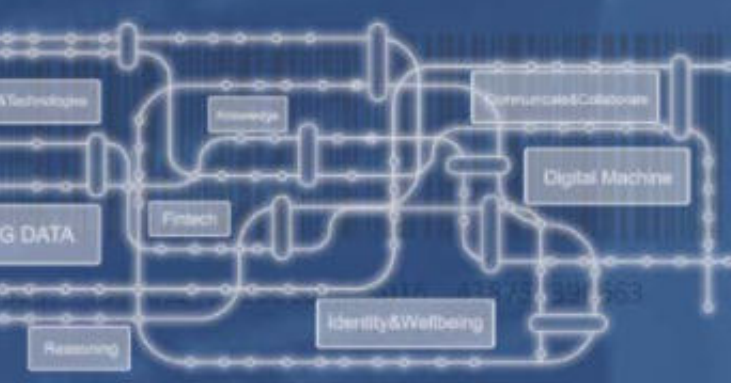 &Technologies
Knowledge
Communicate&Collaborate
Digital Machine
Fintech
G DATA
Identity&Wellbeing
Reasoning